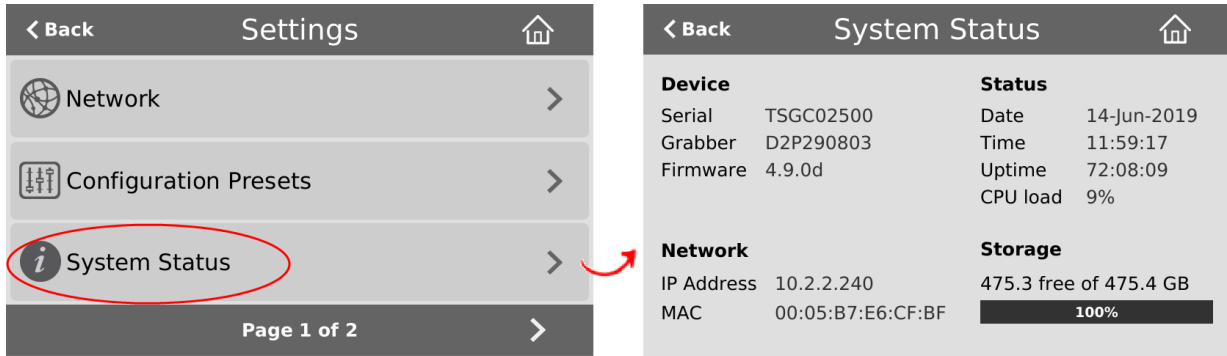 Back Settings
Network
Configuration Presets
System Status
Page 1 of 2
Back System Status
Device
Serial TSGC02500
Grabber D2P290803
Firmware 4.9.0d
Status
Date 14-Jun-2019
Time 11:59:17
Uptime 72:08:09
CPU load 9%
Network
IP Address 10.2.2.240
MAC 00:05:B7:E6:CF:BF
Storage
475.3 free of 475.4 GB
100%